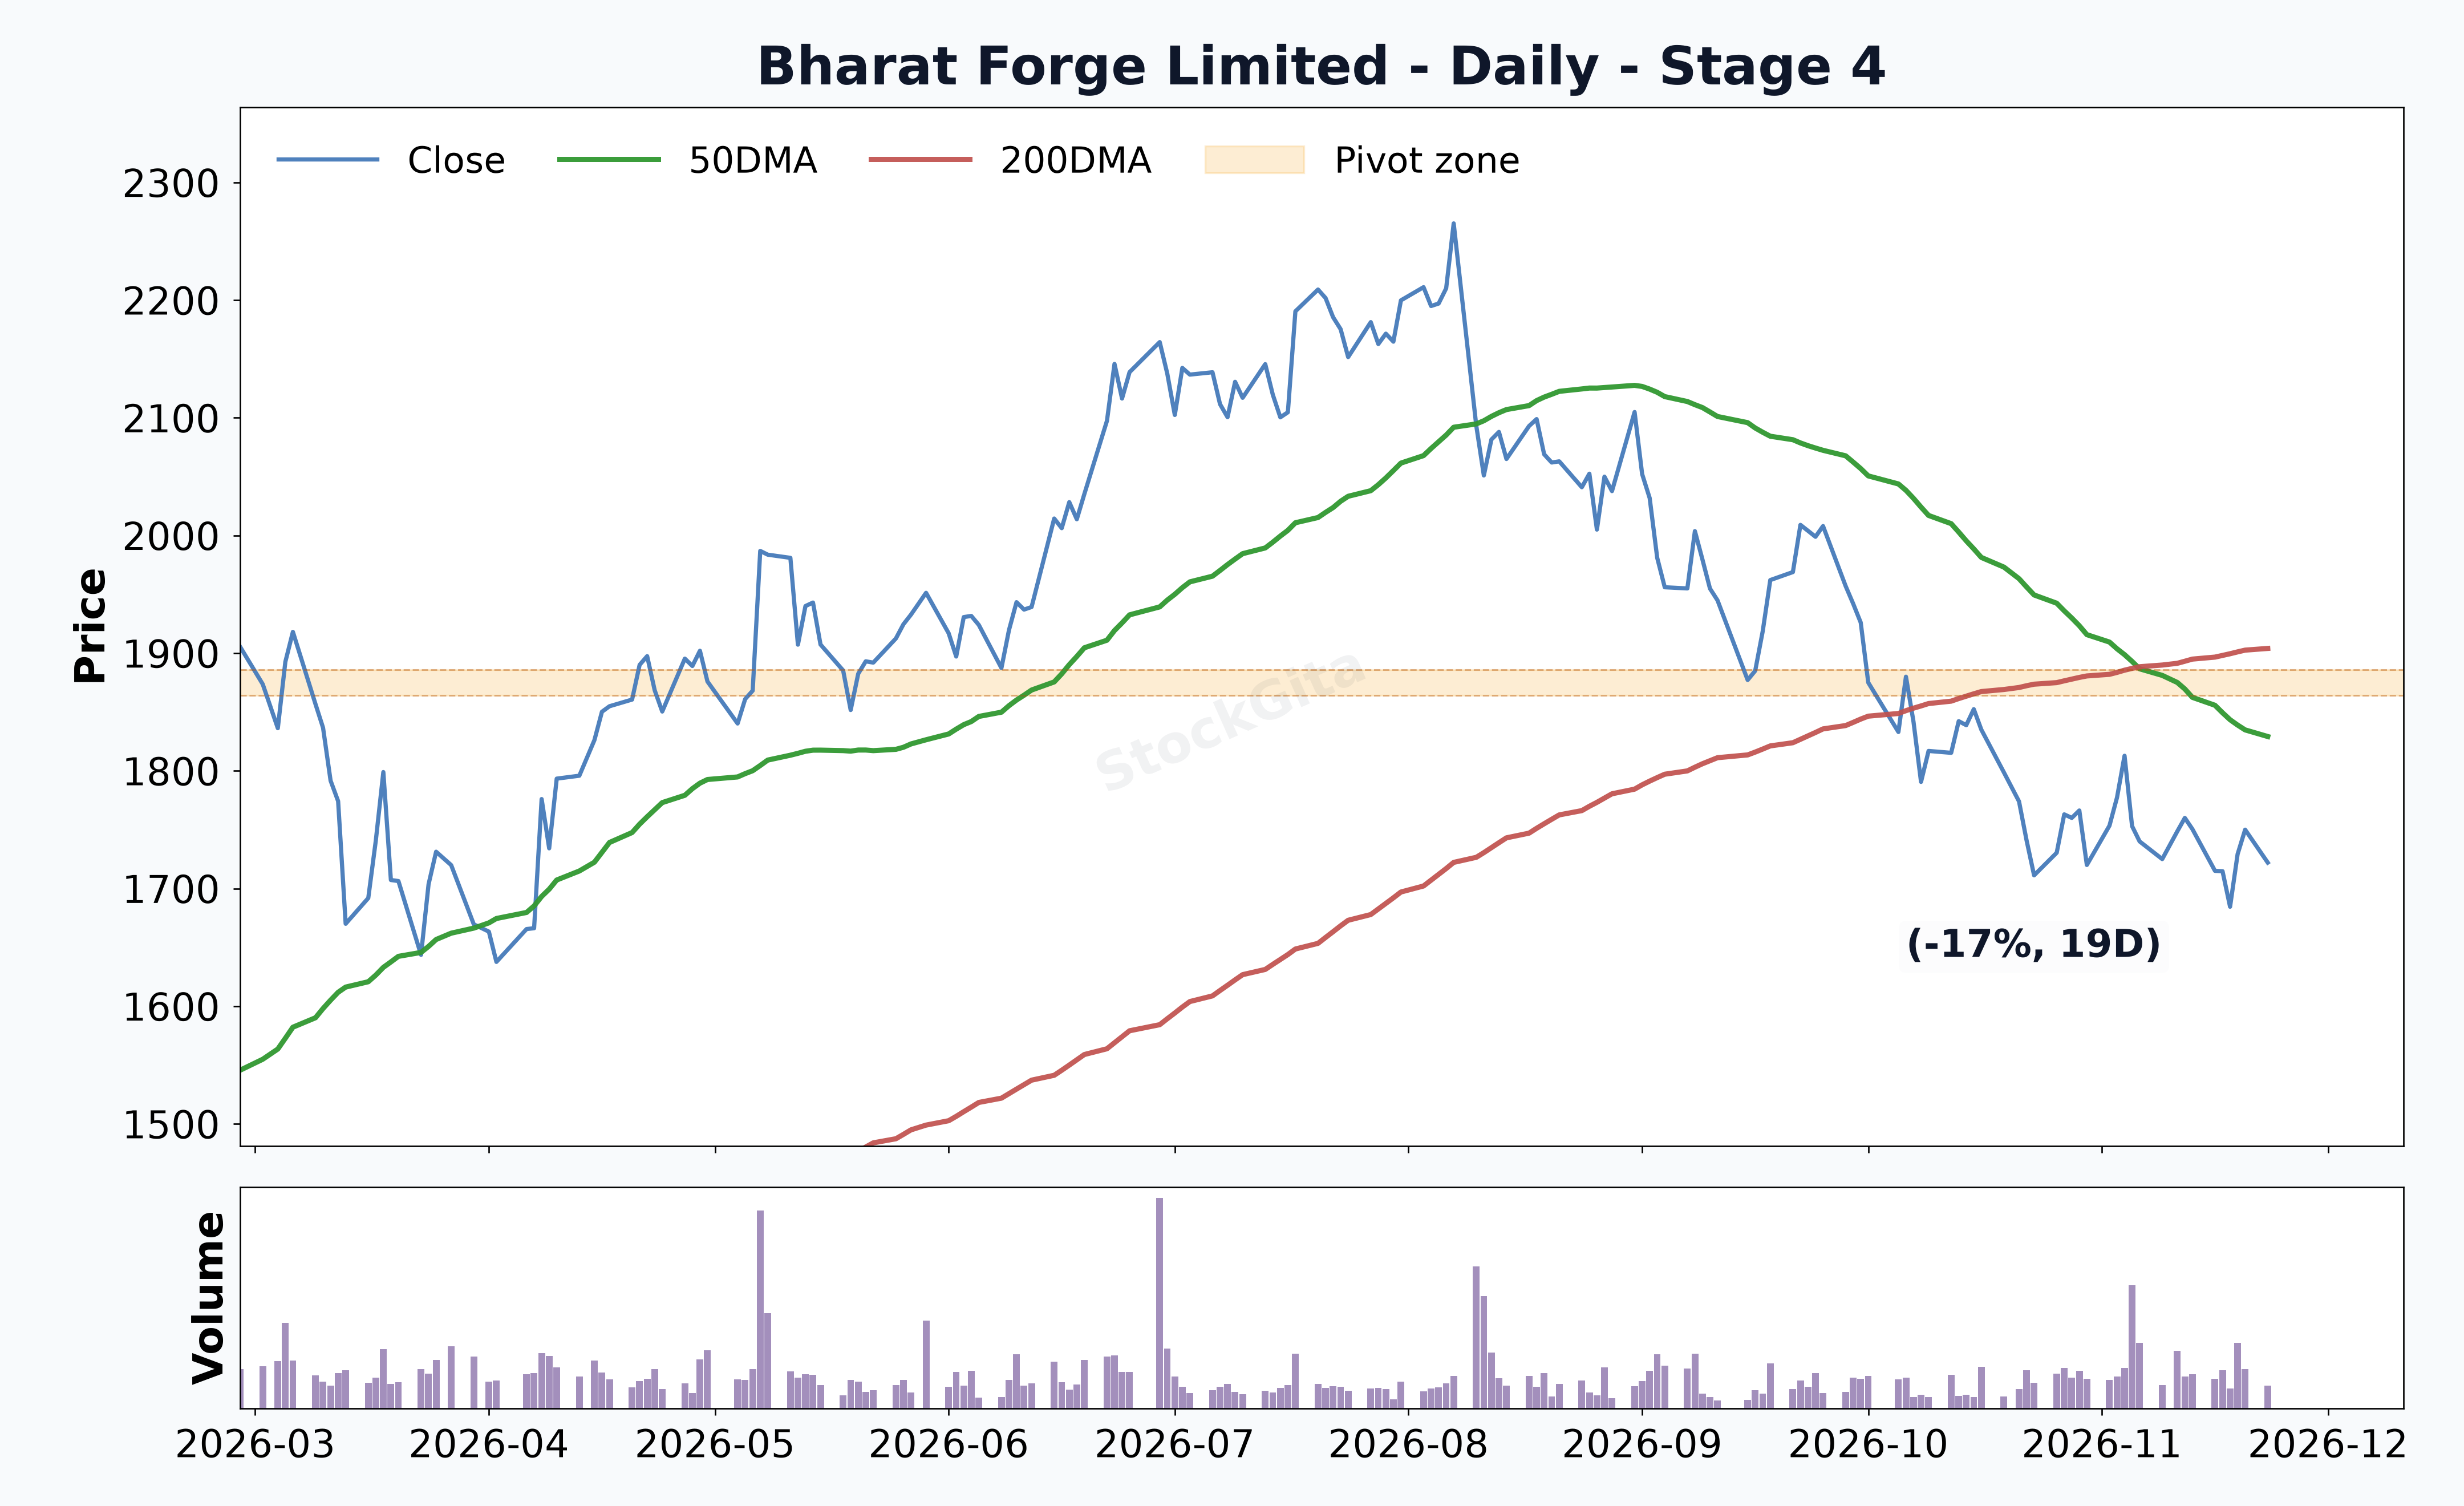 Bharat Forge Limited - Daily - Stage 4
Close 50DMA 200DMA Pivot zone
2300
2200
2100
2000
1900
1800
1700
1600
1500
Price
StockGita
(-17%, 19D)
Volume
2026-03 2026-04 2026-05 2026-06 2026-07 2026-08 2026-09 2026-10 2026-11 2026-12